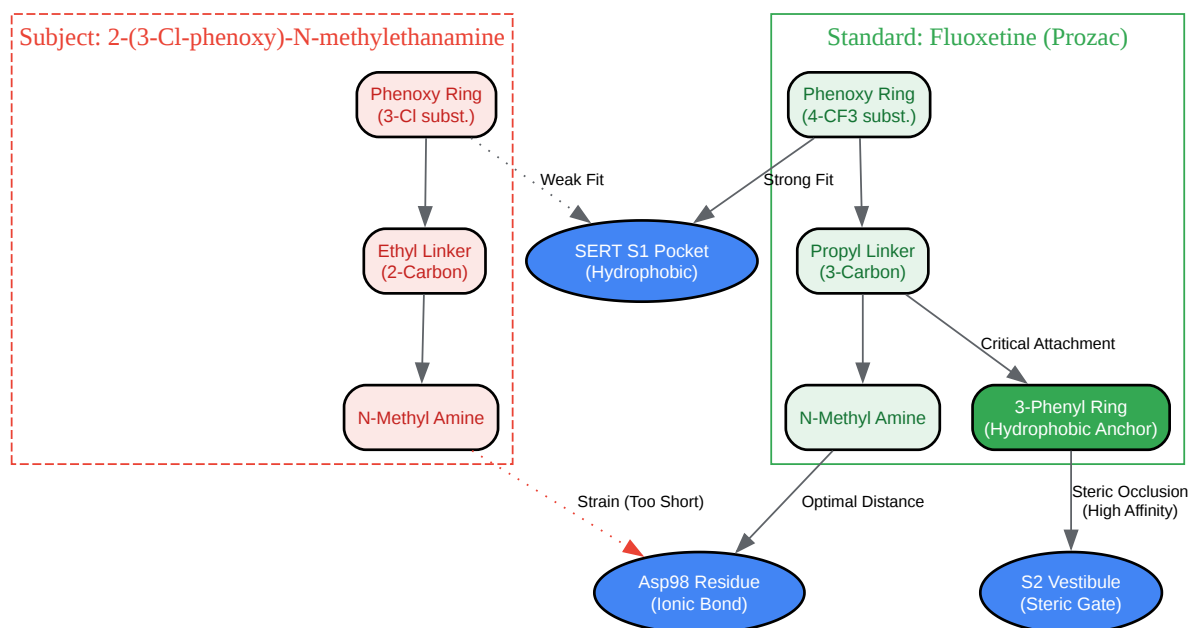 Subject: 2-(3-Cl-phenoxy)-N-methylethanamine
Standard: Fluoxetine (Prozac)
Phenoxy Ring
(3-Cl subst.)
Phenoxy Ring
(4-CF3 subst.)
Weak Fit
Strong Fit
Ethyl Linker
(2-Carbon)
SERT S1 Pocket
(Hydrophobic)
Propyl Linker
(3-Carbon)
Critical Attachment
N-Methyl Amine
N-Methyl Amine
3-Phenyl Ring
(Hydrophobic Anchor)
Strain (Too Short)
Optimal Distance
Steric Occlusion
(High Affinity)
Asp98 Residue
(Ionic Bond)
S2 Vestibule
(Steric Gate)